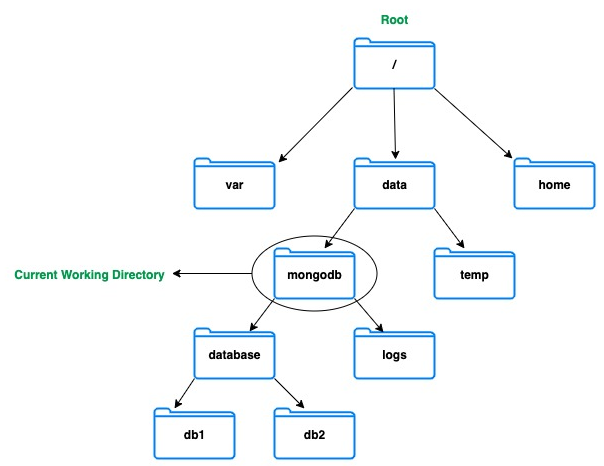 Root
/
var
data
home
Current Working Directory
mongodb
temp
database
logs
db1
db2